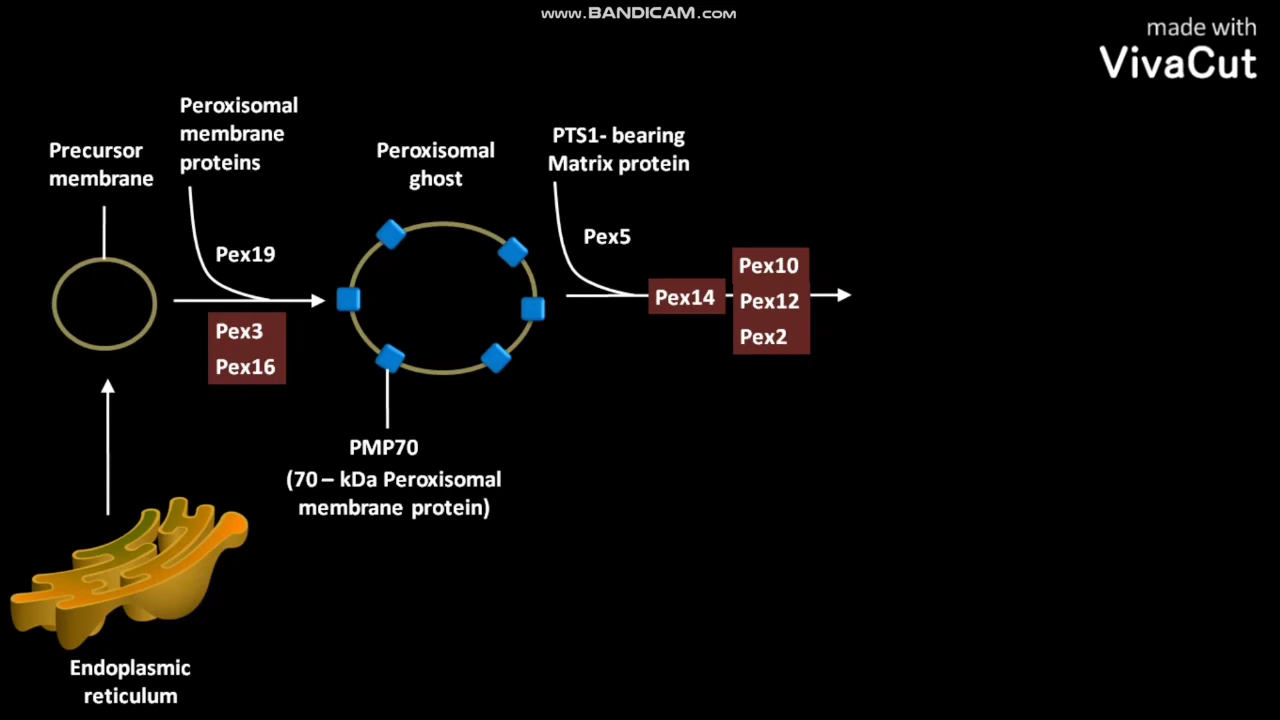 www.BANDICAM.com
made with
VivaCut
Peroxisomal
membrane
proteins
Precursor
membrane
Peroxisomal
ghost
PTS1- bearing
Matrix protein
Pex19
Pex5
Pex3
Pex16
Pex14
Pex10
Pex12
Pex2
PMP70
(70 – kDa Peroxisomal
membrane protein)
Endoplasmic
reticulum